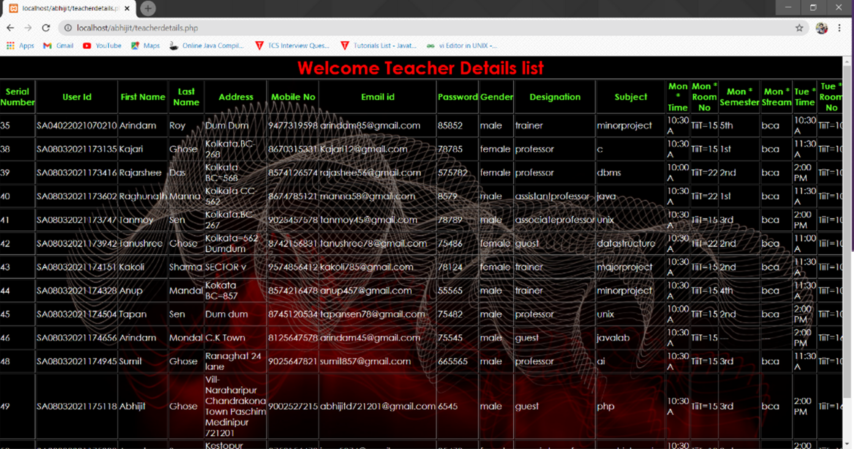 teacherdetails
localhost/abhijit/teacherdetails.php
Apps Gmail YouTube Maps Online Java Compil... TCS Interview Ques... Tutorials List - Javat... vi Editor in UNIX -...
Welcome Teacher Details list
Serial Number User Id First Name Last Name Address Mobile No Email id Password Gender Designation Subject Mon * Time Mon * Room No Mon * Semester Mon * Stream Tue * Time Tue * Room No
35 SA04022021070210 Arindam Roy Dum Dum 9477319598 arinddm85@gmail.com 85852 male trainer minorproject 10:30 A TiiT=15 5th bca 10:30 A TiiT=10
38 SA08032021173135 Kajari Ghose Kolkata.BC-268 8670315331 Kajari12@gmail.com 78785 female professor c 10:30 A TiiT=15 1st bca 11:30 A TiiT=10
39 SA08032021173416 Rajarshee Das Kolkata BC=568 8574126574 rajashee56@gmail.com 575782 female professor dbms 10:00 A TiiT=22 2nd bca 2:00 PM TiiT=10
40 SA08032021173602 Raghunath Manna Kolkata CC-562 8674785121 manna58@gmail.com 8579 male assistantprofessor java 10:30 A TiiT=22 1st bca 11:30 A TiiT=10
41 SA08032021173747 Tanmoy Sen Kolkata.BC-267 9025457578 tanmoy45@gmail.com 78789 male associateprofessor unix 10:30 A TiiT=15 3rd bca 2:00 PM TiiT=10
42 SA08032021173942 Tanushree Ghose Kolkata=562 Dumdum 8742156831 tanushree78@gmail.com 75486 female guest datastructure 10:30 A TiiT=22 2nd bca 11:00 A TiiT=10
43 SA08032021174151 Kakoli Sharma SECTOR v 9574856412 kakoli785@gmail.com 78124 female trainer majorproject 10:30 A TiiT=15 2nd bca 11:30 A TiiT=10
44 SA08032021174328 Anup Mandal Kokata BC=857 8574216478 anup457@gmail.com 55565 male trainer minorproject 10:30 A TiiT=15 4th bca 11:30 A TiiT=10
45 SA08032021174504 Tapan Sen Dum dum 8745120534 tapansen78@gmail.com 75482 male professor unix 10:00 A TiiT=15 2nd bca 2:00 PM TiiT=10
46 SA08032021174656 Arindam Mondal C.K Town 8125647578 arindam45@gmail.com 75545 male guest javalab 10:30 A TiiT=15 2:00 PM
48 SA08032021174945 Sumit Ghose Ranaghat 24 lane 9025647821 sumit857@gmail.com 665565 male professor ai 10:30 A TiiT=15 3rd bca 11:30 A TiiT=10
49 SA08032021175118 Abhijit Ghose Vill-Naraharipur Chandrakona Town Paschim Medinipur 721201 9002527215 abhijitd721201@gmail.com 6545 male guest php 10:30 A TiiT=15 3rd bca 2:00 PM
Kestopur 10:30 2:00